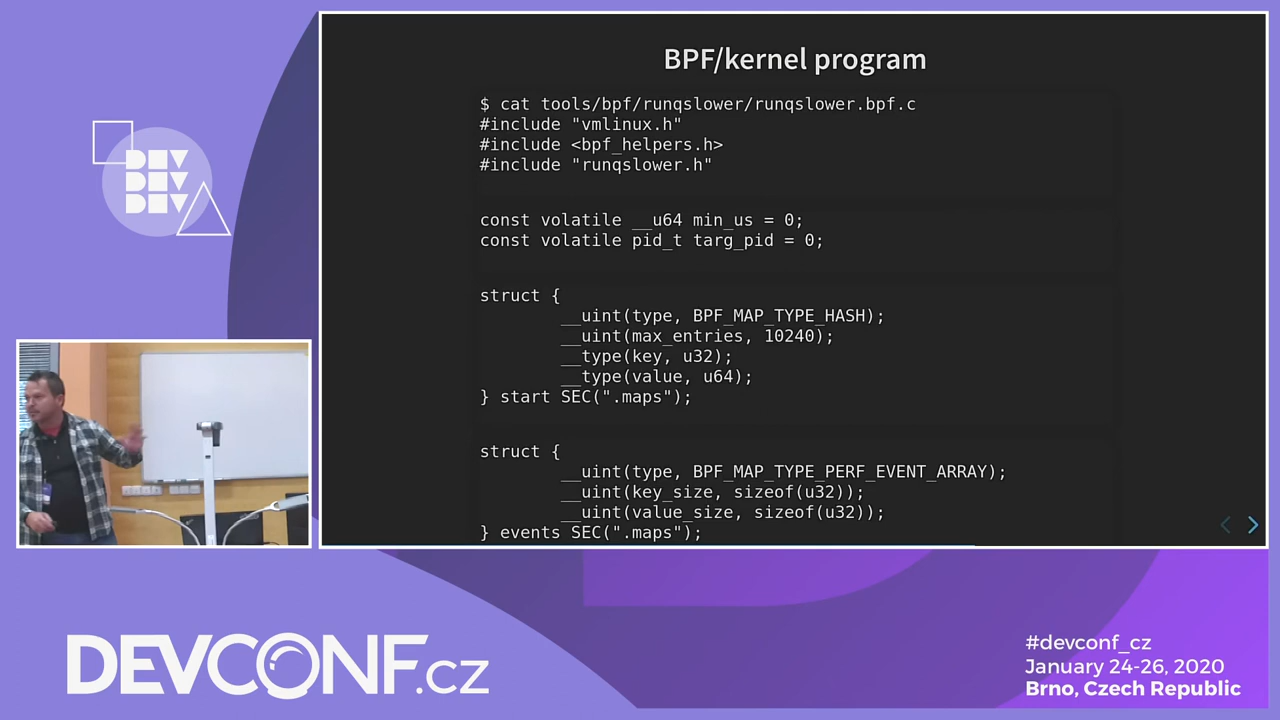 DEV
DEV
DEV
BPF/kernel program
$ cat tools/bpf/runqslower/runqslower.bpf.c
#include "vmlinux.h"
#include <bpf_helpers.h>
#include "runqslower.h"
const volatile __u64 min_us = 0;
const volatile pid_t targ_pid = 0;
struct {
        __uint(type, BPF_MAP_TYPE_HASH);
        __uint(max_entries, 10240);
        __type(key, u32);
        __type(value, u64);
} start SEC(".maps");
struct {
        __uint(type, BPF_MAP_TYPE_PERF_EVENT_ARRAY);
        __uint(key_size, sizeof(u32));
        __uint(value_size, sizeof(u32));
} events SEC(".maps");
DEVCONF.cz
#devconf_cz
January 24-26, 2020
Brno, Czech Republic